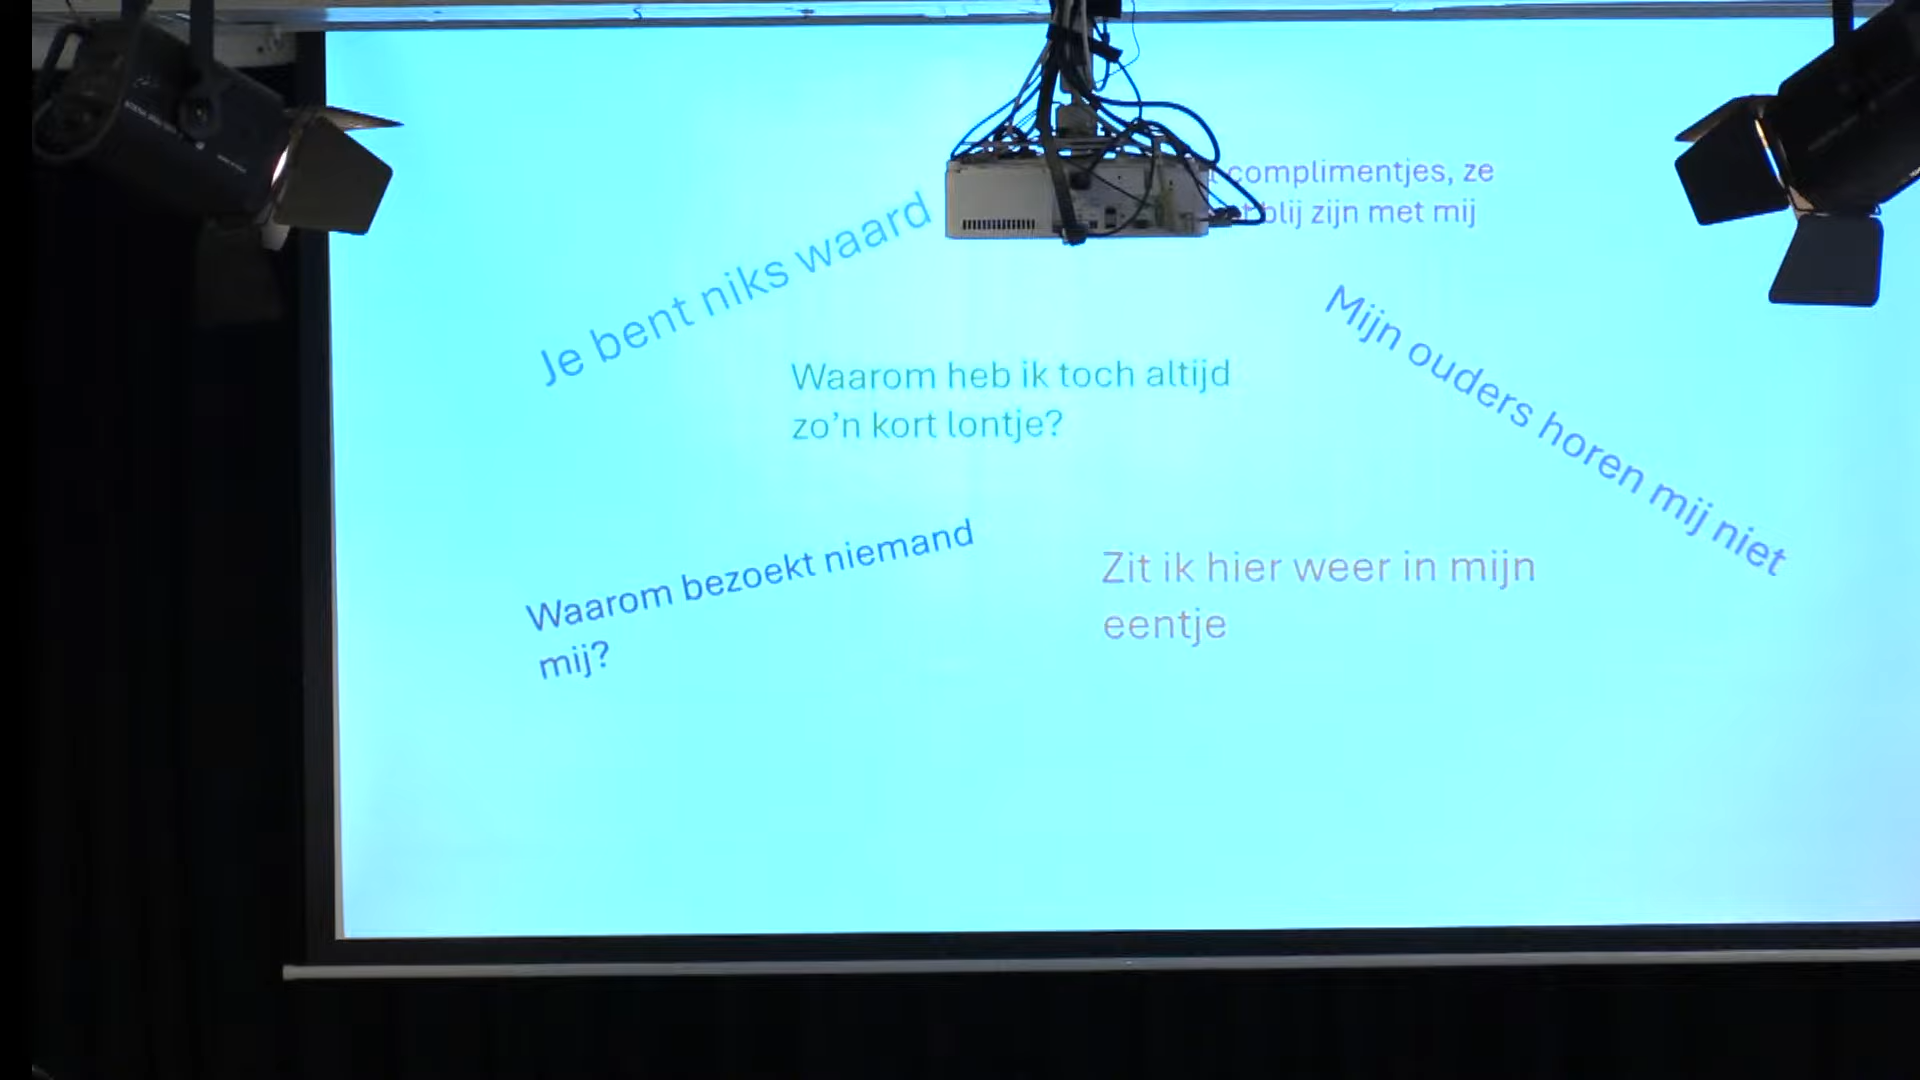 complimentjes, ze
blij zijn met mij
Je bent niks waard
Mijn ouders horen mij niet
Waarom heb ik toch altijd
zo'n kort lontje?
Waarom bezoekt niemand
mij?
Zit ik hier weer in mijn
eentje